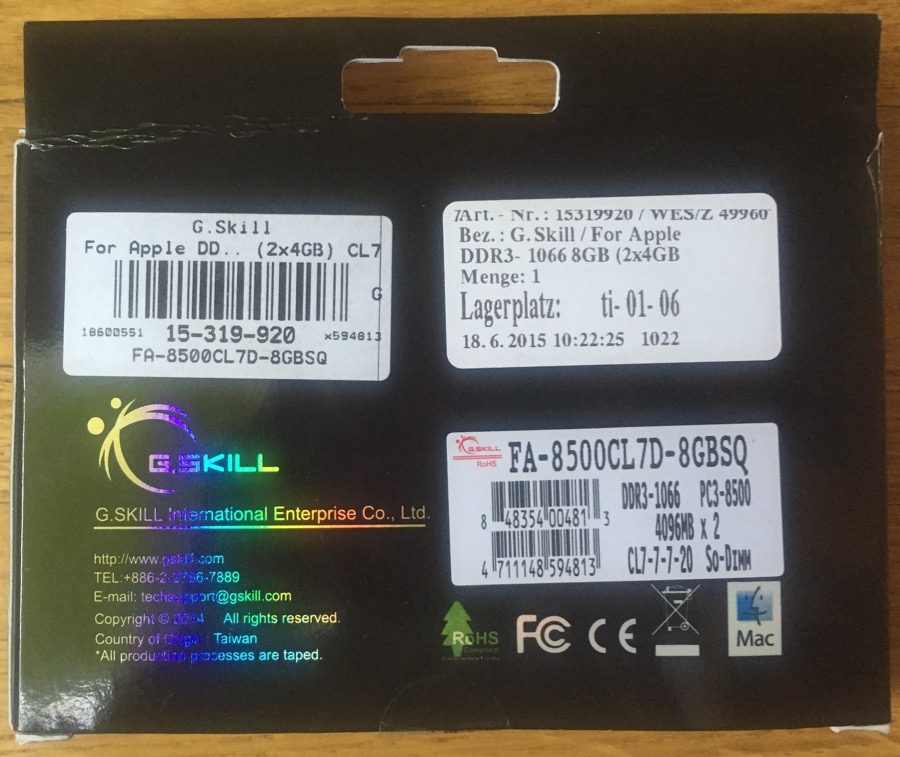 G.Skill
For Apple DD.. (2x4GB) CL7
G
18600551 15-319-920 x594813
FA-8500CL7D-8GBSQ
7Art. - Nr. : 15319920 / WES/Z 49960
Bez. : G.Skill / For Apple
DDR3- 1066 8GB (2x4GB
Menge: 1
Lagerplatz: ti- 01- 06
18. 6. 2015 10:22:25 1022
G.SKILL
G.SKILL International Enterprise Co., Ltd.
http://www.gskill.com
TEL:+886-2- -7889
E-mail: techsupport@gskill.com
Copyright © 2014 All rights reserved.
Country of Origin : Taiwan
*All production processes are taped.
G.SKILL
RoHS
FA-8500CL7D-8GBSQ
DDR3-1066 PC3-8500
4096MB x 2
CL7-7-7-20 So-Dimm
8 48354 00481 3
4 711148 594813
RoHS
Compliant
FC CE
Mac